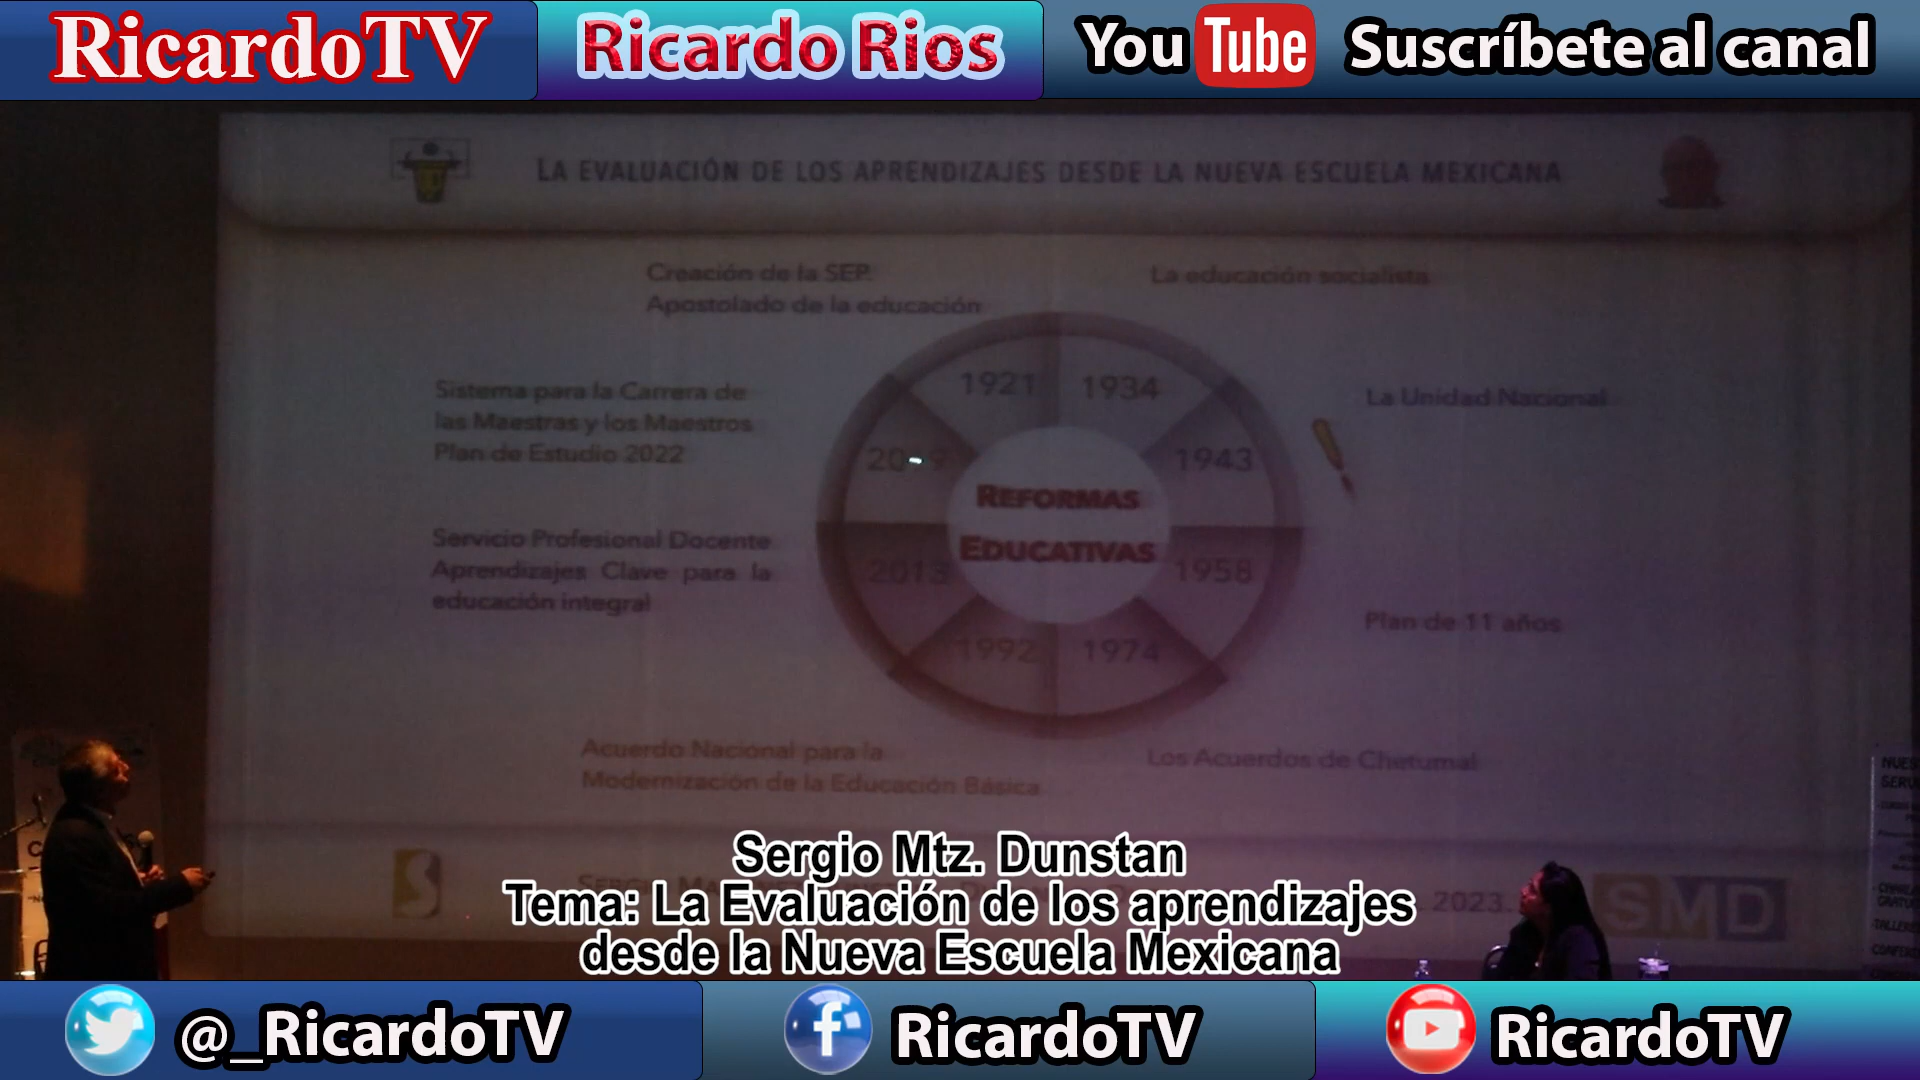 RicardoTV
Ricardo Rios
YouTube Suscríbete al canal
LA EVALUACIÓN DE LOS APRENDIZAJES DESDE LA NUEVA ESCUELA MEXICANA
Creación de la SEP.
Apostolado de la educación
La educación socialista
Sistema para la Carrera de
las Maestras y los Maestros
Plan de Estudio 2022
La Unidad Nacional
1921
1934
1943
REFORMAS
EDUCATIVAS
Servicio Profesional Docente
Aprendizajes Clave para la
educación integral
2013
1958
1992
1974
Plan de 11 años
Acuerdo Nacional para la
Modernización de la Educación Básica
Los Acuerdos de Chetumal
Sergio Mtz. Dunstan
Tema: La Evaluación de los aprendizajes
desde la Nueva Escuela Mexicana
2023.
SMD
@_RicardoTV
RicardoTV
RicardoTV